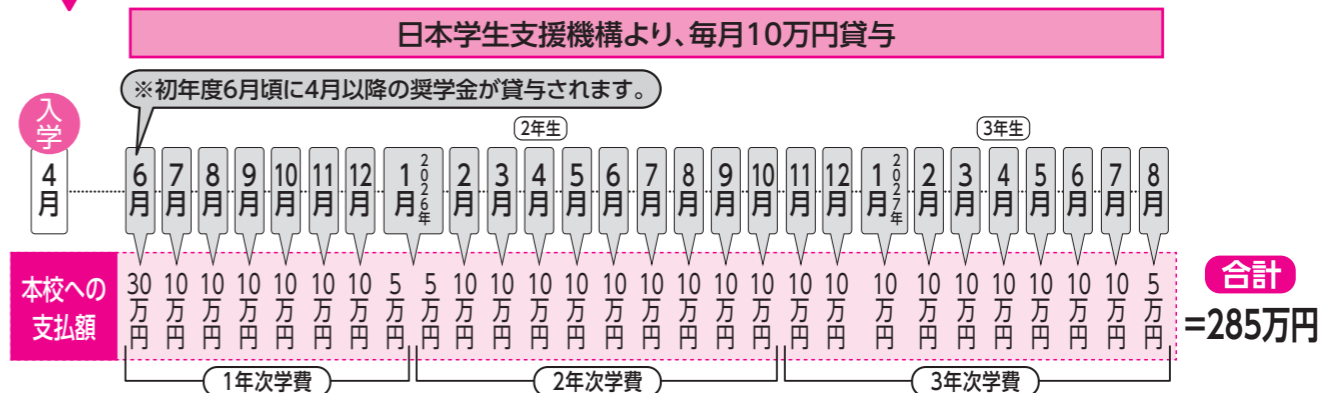 日本学生支援機構より、毎月10万円貸与
※初年度6月頃に4月以降の奨学金が貸与されます。
入学
2年生
3年生
4月 6月 7月 8月 9月 10月 11月 12月 1月 2026年 2月 3月 4月 5月 6月 7月 8月 9月 10月 11月 12月 1月 2027年 2月 3月 4月 5月 6月 7月 8月
本校への
支払額
30万円 10万円 10万円 10万円 10万円 10万円 10万円 5万円 5万円 10万円 10万円 10万円 10万円 10万円 10万円 10万円 10万円 10万円 10万円 10万円 10万円 10万円 10万円 10万円 10万円 10万円 5万円
合計
=285万円
1年次学費
2年次学費
3年次学費